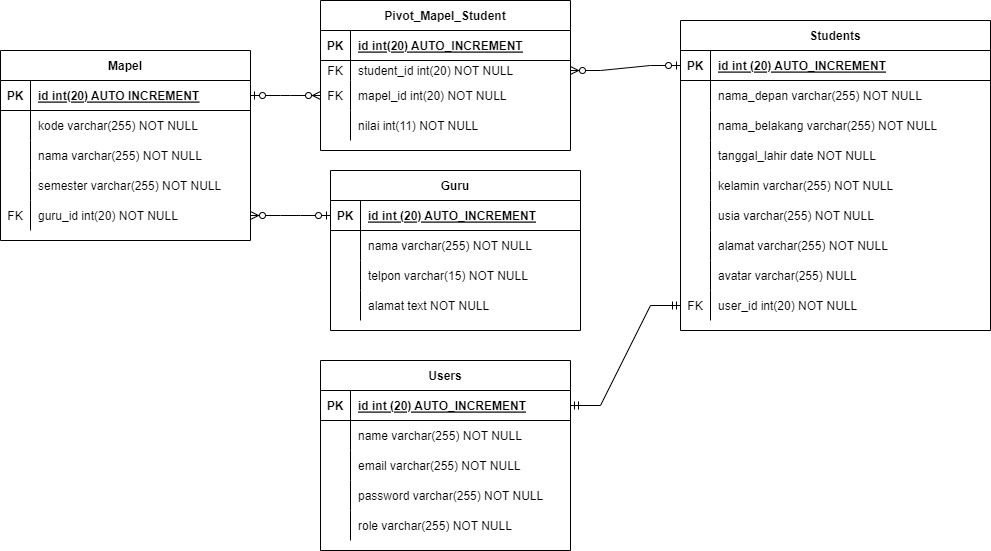 Mapel
PK id int(20) AUTO INCREMENT
kode varchar(255) NOT NULL
nama varchar(255) NOT NULL
semester varchar(255) NOT NULL
FK guru_id int(20) NOT NULL
Pivot_Mapel_Student
PK id int(20) AUTO_INCREMENT
FK student_id int(20) NOT NULL
FK mapel_id int(20) NOT NULL
nilai int(11) NOT NULL
Guru
PK id int (20) AUTO_INCREMENT
nama varchar(255) NOT NULL
telpon varchar(15) NOT NULL
alamat text NOT NULL
Users
PK id int (20) AUTO_INCREMENT
name varchar(255) NOT NULL
email varchar(255) NOT NULL
password varchar(255) NOT NULL
role varchar(255) NOT NULL
Students
PK id int (20) AUTO_INCREMENT
nama_depan varchar(255) NOT NULL
nama_belakang varchar(255) NOT NULL
tanggal_lahir date NOT NULL
kelamin varchar(255) NOT NULL
usia varchar(255) NOT NULL
alamat varchar(255) NOT NULL
avatar varchar(255) NULL
FK user_id int(20) NOT NULL